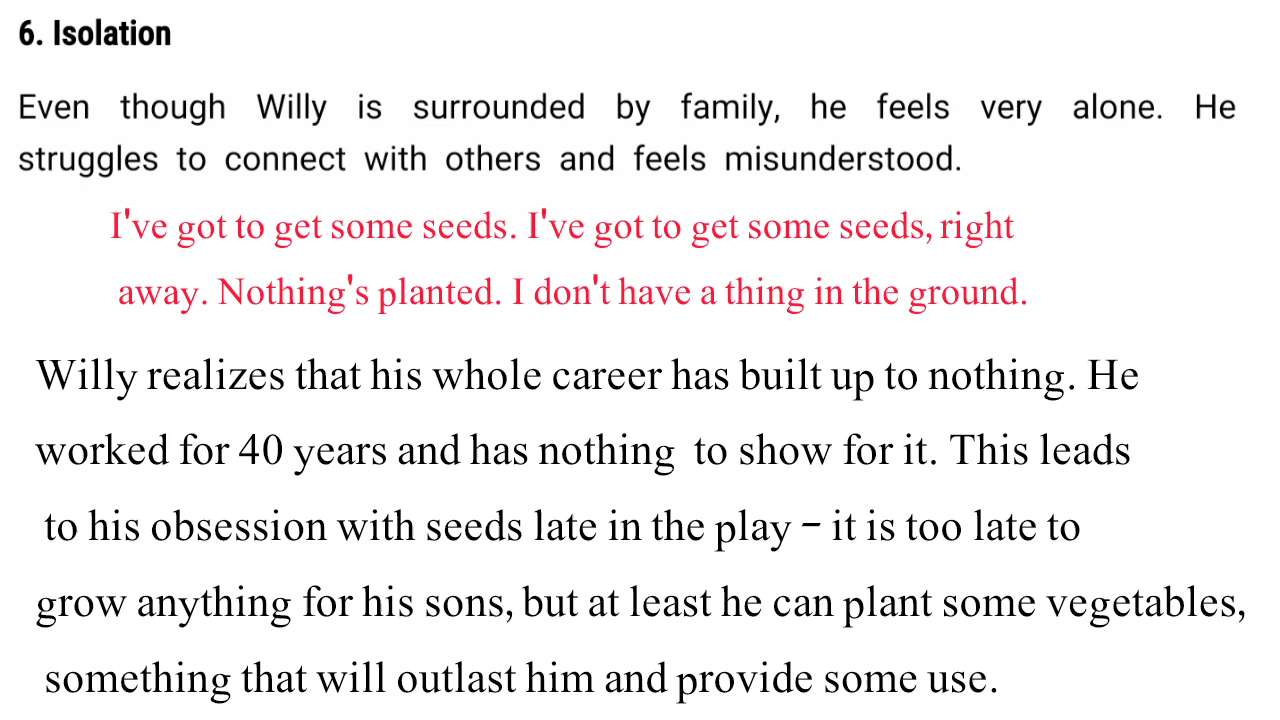 6. Isolation
Even though Willy is surrounded by family, he feels very alone. He
struggles to connect with others and feels misunderstood.
I've got to get some seeds. I've got to get some seeds, right
away. Nothing's planted. I don't have a thing in the ground.
Willy realizes that his whole career has built up to nothing. He
worked for 40 years and has nothing to show for it. This leads
to his obsession with seeds late in the play – it is too late to
grow anything for his sons, but at least he can plant some vegetables,
something that will outlast him and provide some use.